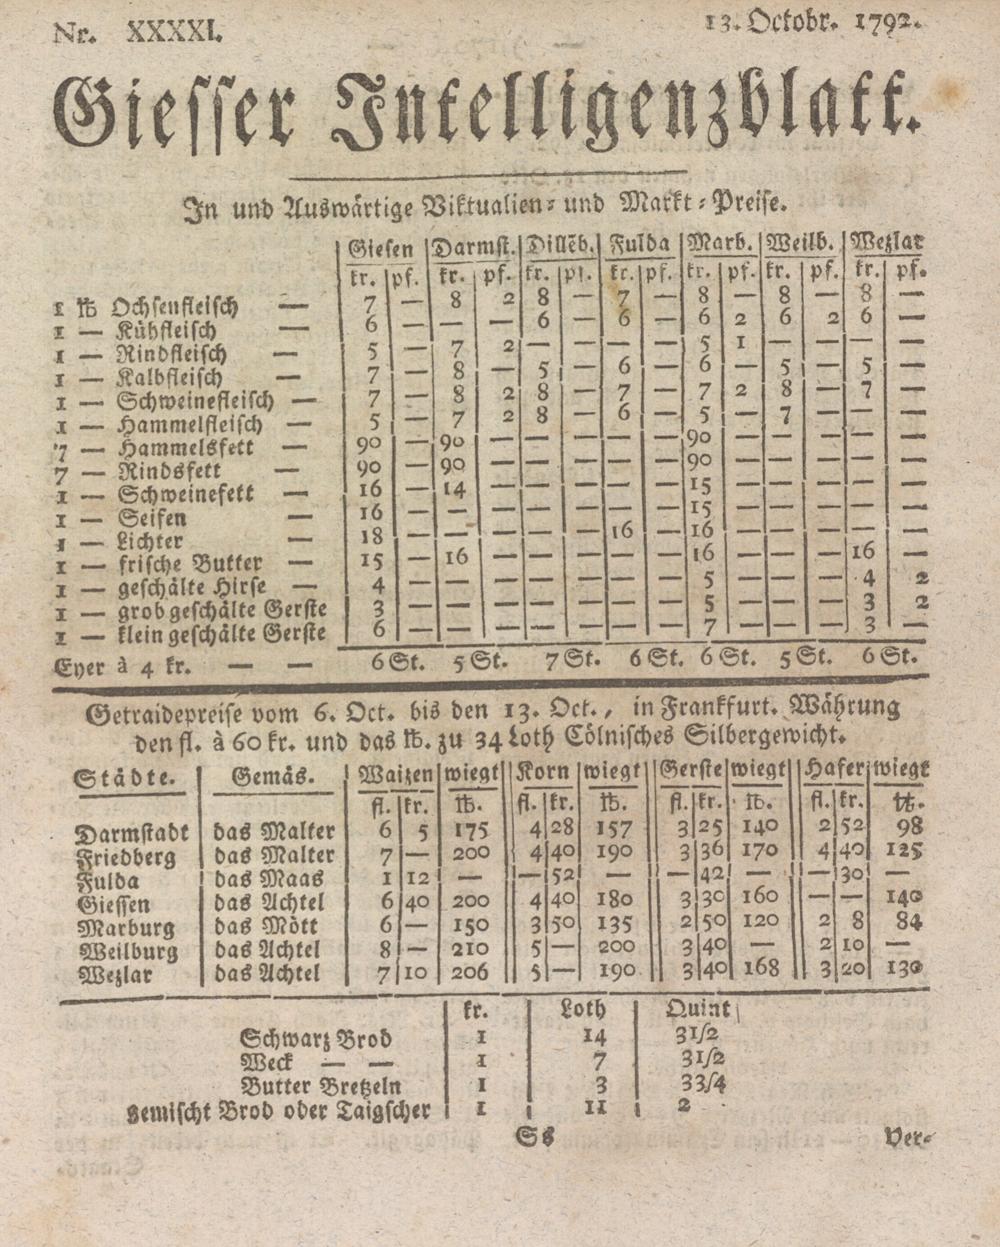 Nr. XXXXI.
13. Octobr. 1792.
Giesser Intelligenzblatt.
In und Auswärtige Viktualien- und Markt-Preise.
Giesen Darmst. Dillēb. Fulda Marb. Weilb. Wezlar
kr. pf. kr. pf. kr. pf. kr. pf. kr. pf. kr. pf. kr. pf.
1 ℔ Ochsenfleisch — 7 — 8 2 8 — 7 — 8 — 8 — 8 —
1 — Kühfleisch — 6 — — — 6 — 6 — 6 2 6 2 6 —
1 — Rindfleisch — 5 — 7 2 — — — — 5 1 — — — —
1 — Kalbfleisch — 7 — 8 — 5 — 6 — 6 — 5 — 5 —
1 — Schweinefleisch — 7 — 8 2 8 — 7 — 7 2 8 — 7 —
1 — Hammelfleisch — 5 — 7 2 8 — 6 — 5 — 7 — — —
7 — Hammelsfett — 90 — 90 — — — — — 90 — — — — —
7 — Rindsfett — 90 — 90 — — — — — 90 — — — — —
1 — Schweinefett — 16 — 14 — — — — — 15 — — — — —
1 — Seifen — 16 — — — — — — — 15 — — — — —
1 — Lichter — 18 — — — — — 16 — 16 — — — — —
1 — frische Butter — 15 — 16 — — — — — 16 — — — 16 —
1 — geschälte Hirse — 4 — — — — — — — 5 — — — 4 2
1 — grob geschälte Gerste 3 — — — — — — — 5 — — — 3 2
1 — klein geschälte Gerste 6 — — — — — — — 7 — — — 3 —
Eyer à 4 kr. — — 6 St. 5 St. 7 St. 6 St. 6 St. 5 St. 6 St.
Getraidepreise vom 6. Oct. bis den 13. Oct., in Frankfurt. Währung
den fl. à 60 kr. und das ℔. zu 34 Loth Cölnisches Silbergewicht.
Städte. Gemäs. Waizen wiegt Korn wiegt Gerste wiegt Hafer wiegt
fl. kr. ℔. fl. kr. ℔. fl. kr. ℔. fl. kr. ℔.
Darmstadt das Malter 6 5 175 4 28 157 3 25 140 2 52 98
Friedberg das Malter 7 — 200 4 40 190 3 36 170 4 40 125
Fulda das Maas 1 12 — — 52 — — 42 — — 30 —
Giessen das Achtel 6 40 200 4 40 180 3 30 160 — — 140
Marburg das Mött 6 — 150 3 50 135 2 50 120 2 8 84
Weilburg das Achtel 8 — 210 5 — 200 3 40 — 2 10 —
Wezlar das Achtel 7 10 206 5 — 190 3 40 168 3 20 130
kr. Loth Quint
Schwarz Brod 1 14 3 1/2
Weck — — 1 7 3 1/2
Butter Bretzeln 1 3 3 3/4
gemischt Brod oder Taigscher 1 11 2
Ss Ver-